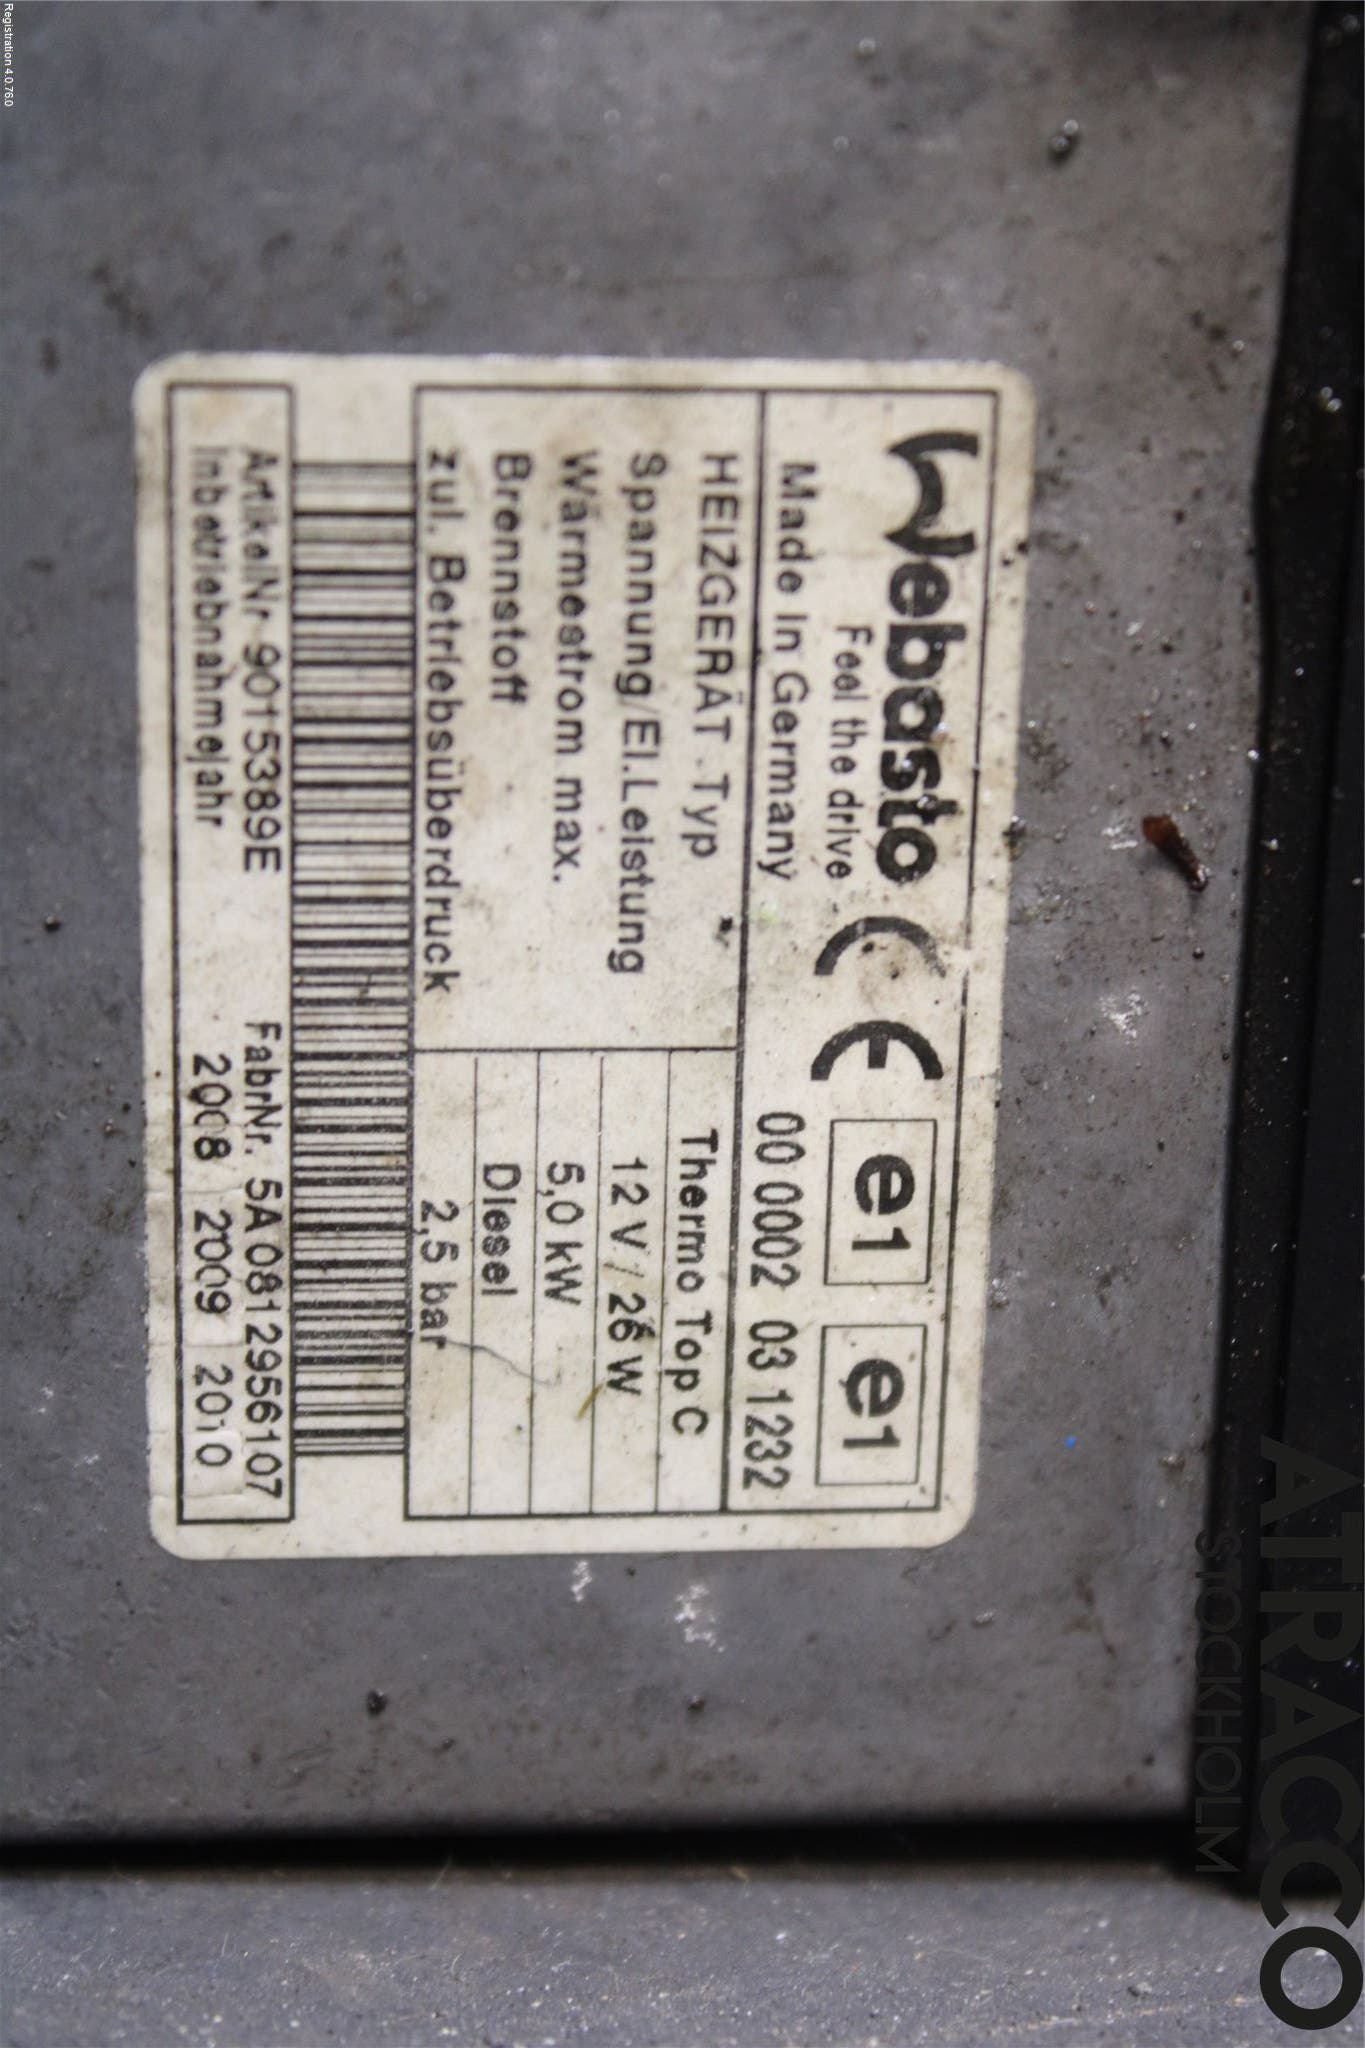 Registration 4.0.76.0
Webasto
Feel the drive
Made in Germany
e1 e1
00 0002 03 1232
HEIZGERÄT-Typ Thermo Top C
Spannung/El.Leistung 12 V / 26 W
Wärmestrom max. 5,0 kW
Brennstoff Diesel
zul. Betriebsüberdruck 2,5 bar
ArtikelNr 9015389E FabrNr. 5A 0812956107
Inbetriebnahmejahr 2008 2009 2010
ATRACCO
STOCKHOLM